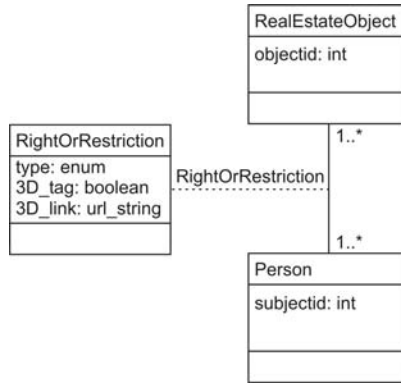 RealEstateObject
objectid: int
1..*
RightOrRestriction
type: enum
3D_tag: boolean
3D_link: url_string
RightOrRestriction
1..*
Person
subjectid: int